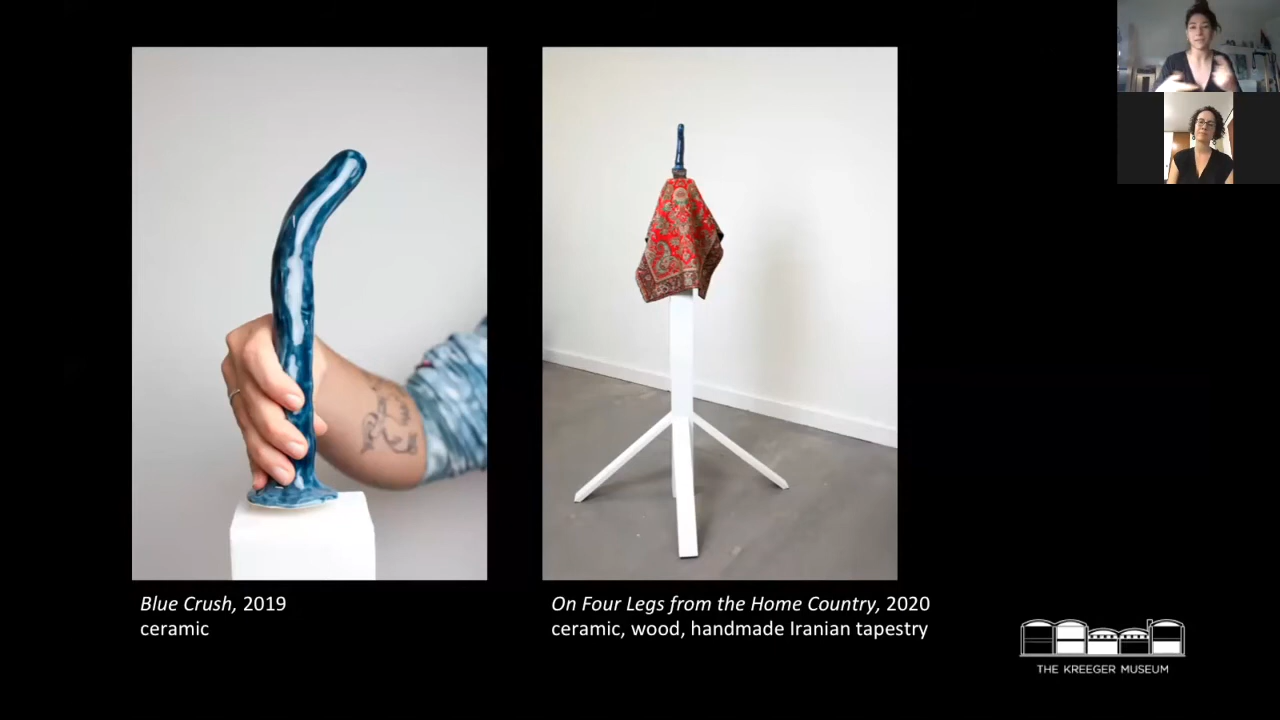 Blue Crush, 2019
ceramic
On Four Legs from the Home Country, 2020
ceramic, wood, handmade Iranian tapestry
THE KREEGER MUSEUM